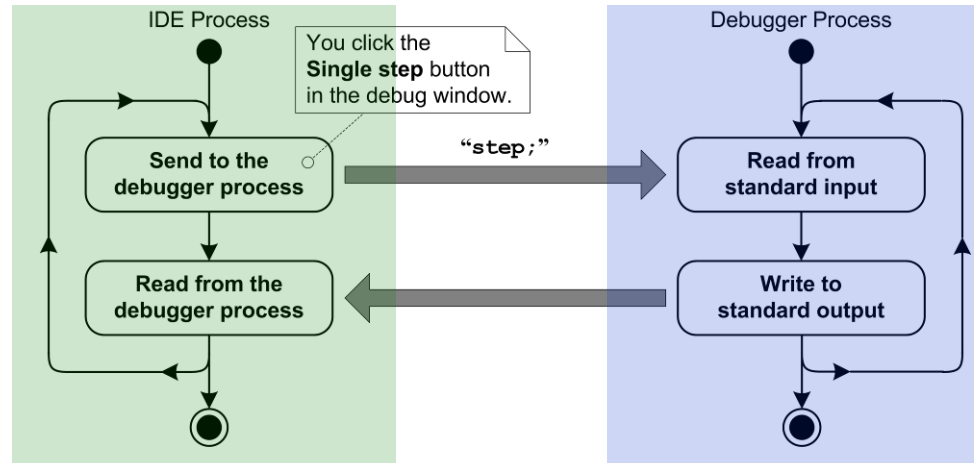 IDE Process
Debugger Process
You click the
Single step button
in the debug window.
Send to the
debugger process
“step;”
Read from
standard input
Read from the
debugger process
Write to
standard output